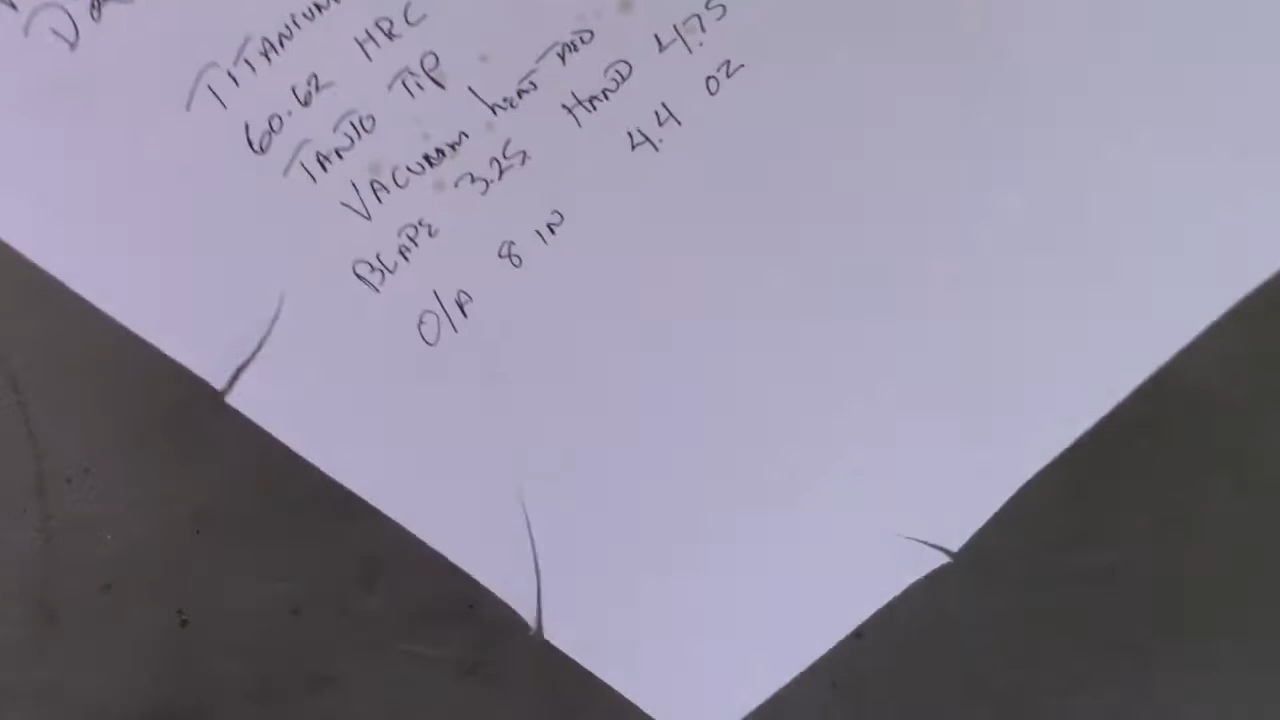 TITANIUM
60.62 HRC
TANTO TIP
VACUUM HEAT
BLADE 3.25 HAND 4.75
O/A 8 IN 4.4 OZ